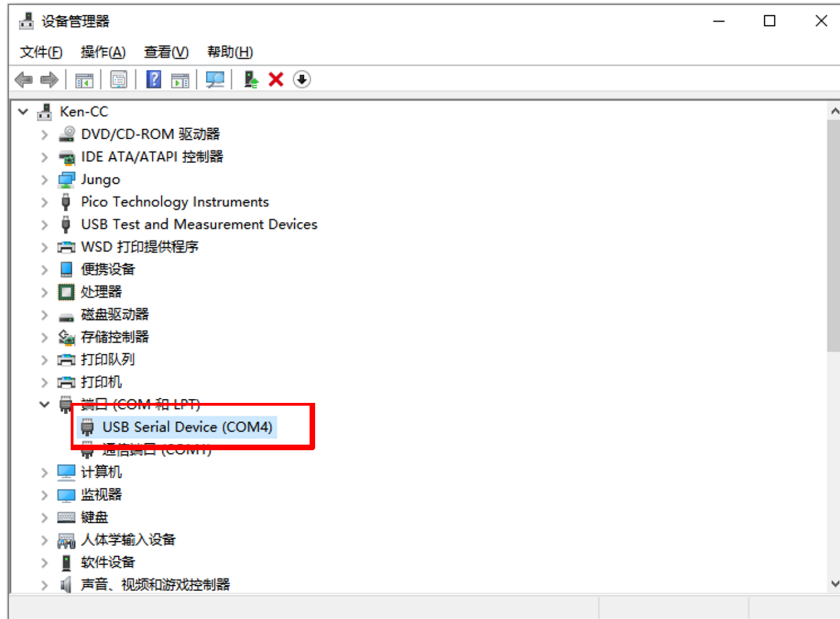 设备管理器
文件(F) 操作(A) 查看(V) 帮助(H)
Ken-CC
DVD/CD-ROM 驱动器
IDE ATA/ATAPI 控制器
Jungo
Pico Technology Instruments
USB Test and Measurement Devices
WSD 打印提供程序
便携设备
处理器
磁盘驱动器
存储控制器
打印队列
打印机
端口 (COM 和 LPT)
USB Serial Device (COM4)
通信端口 (COM1)
计算机
监视器
键盘
人体学输入设备
软件设备
声音、视频和游戏控制器